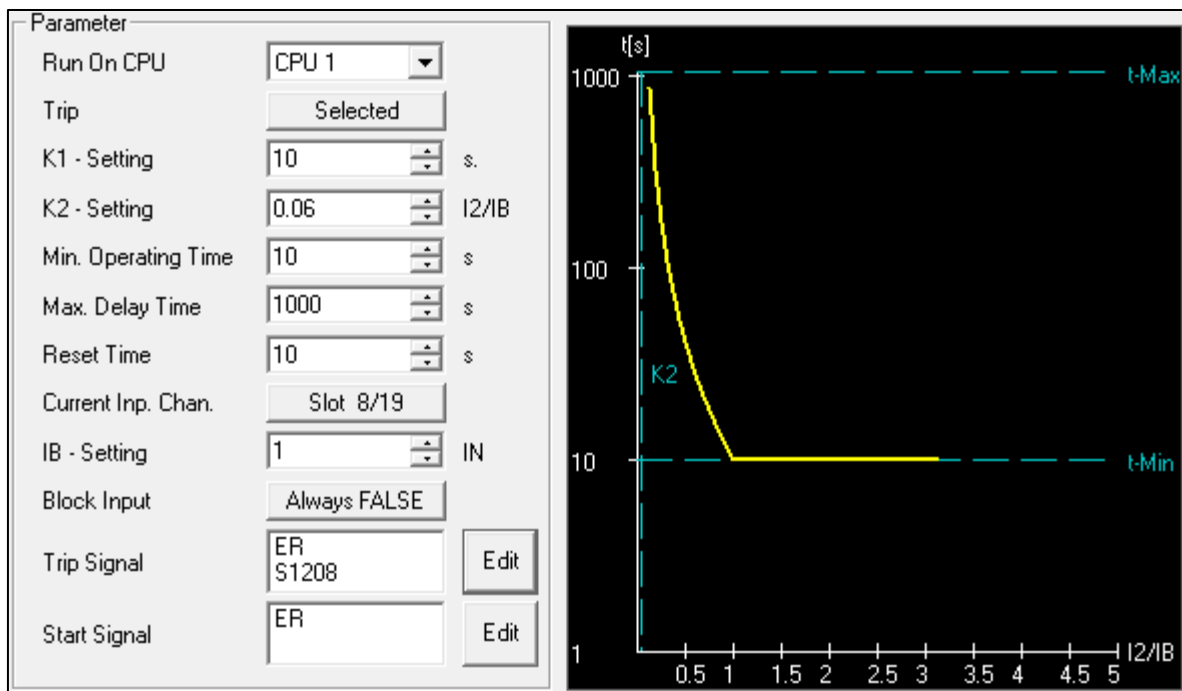 Parameter
Run On CPU CPU 1
Trip Selected
K1 - Setting 10 s.
K2 - Setting 0.06 I2/IB
Min. Operating Time 10 s
Max. Delay Time 1000 s
Reset Time 10 s
Current Inp. Chan. Slot 8/19
IB - Setting 1 IN
Block Input Always FALSE
Trip Signal ER
S1208 Edit
Start Signal ER Edit
t[s]
1000 t-Max
100
K2
10 t-Min
1 I2/IB
0.5 1 1.5 2 2.5 3 3.5 4 4.5 5